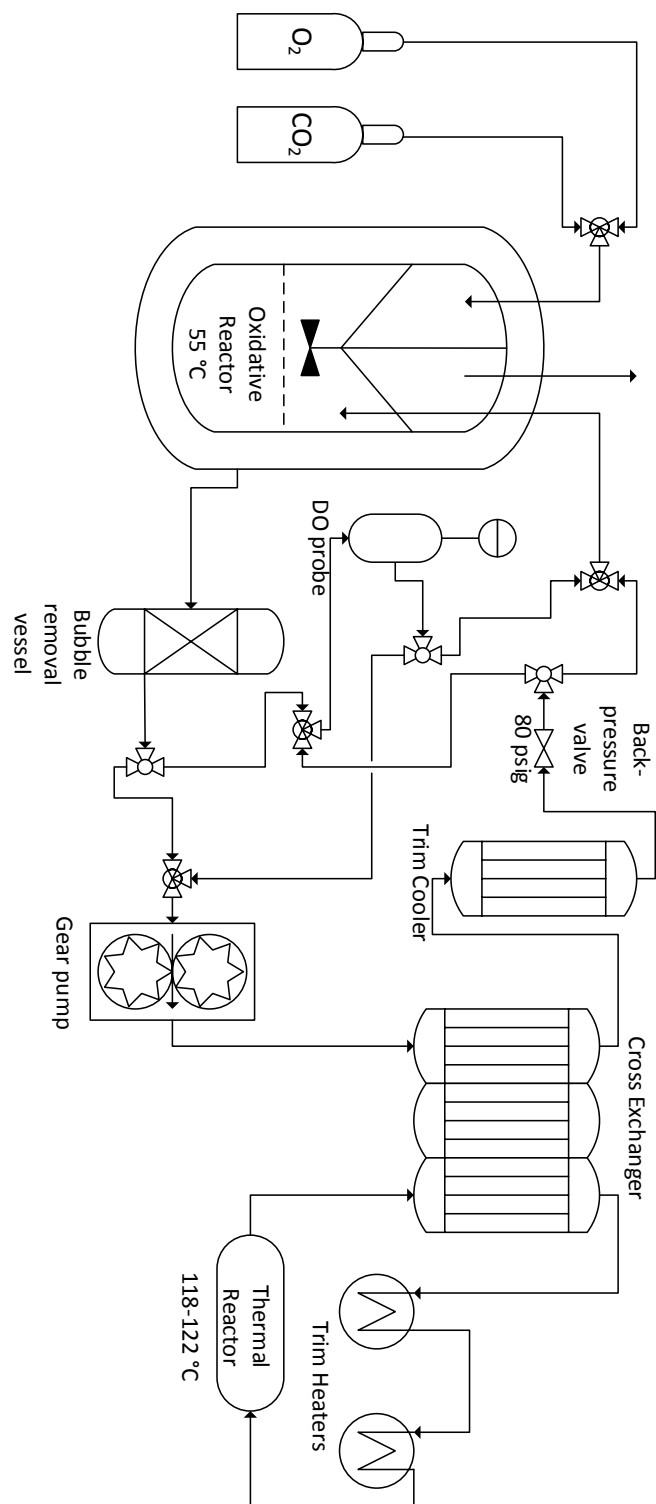 O₂
CO₂
Oxidative
Reactor
55 °C
DO probe
Bubble
removal
vessel
Back-
pressure
valve
80 psig
Trim Cooler
Gear pump
Cross Exchanger
Trim Heaters
Thermal
Reactor
118-122 °C